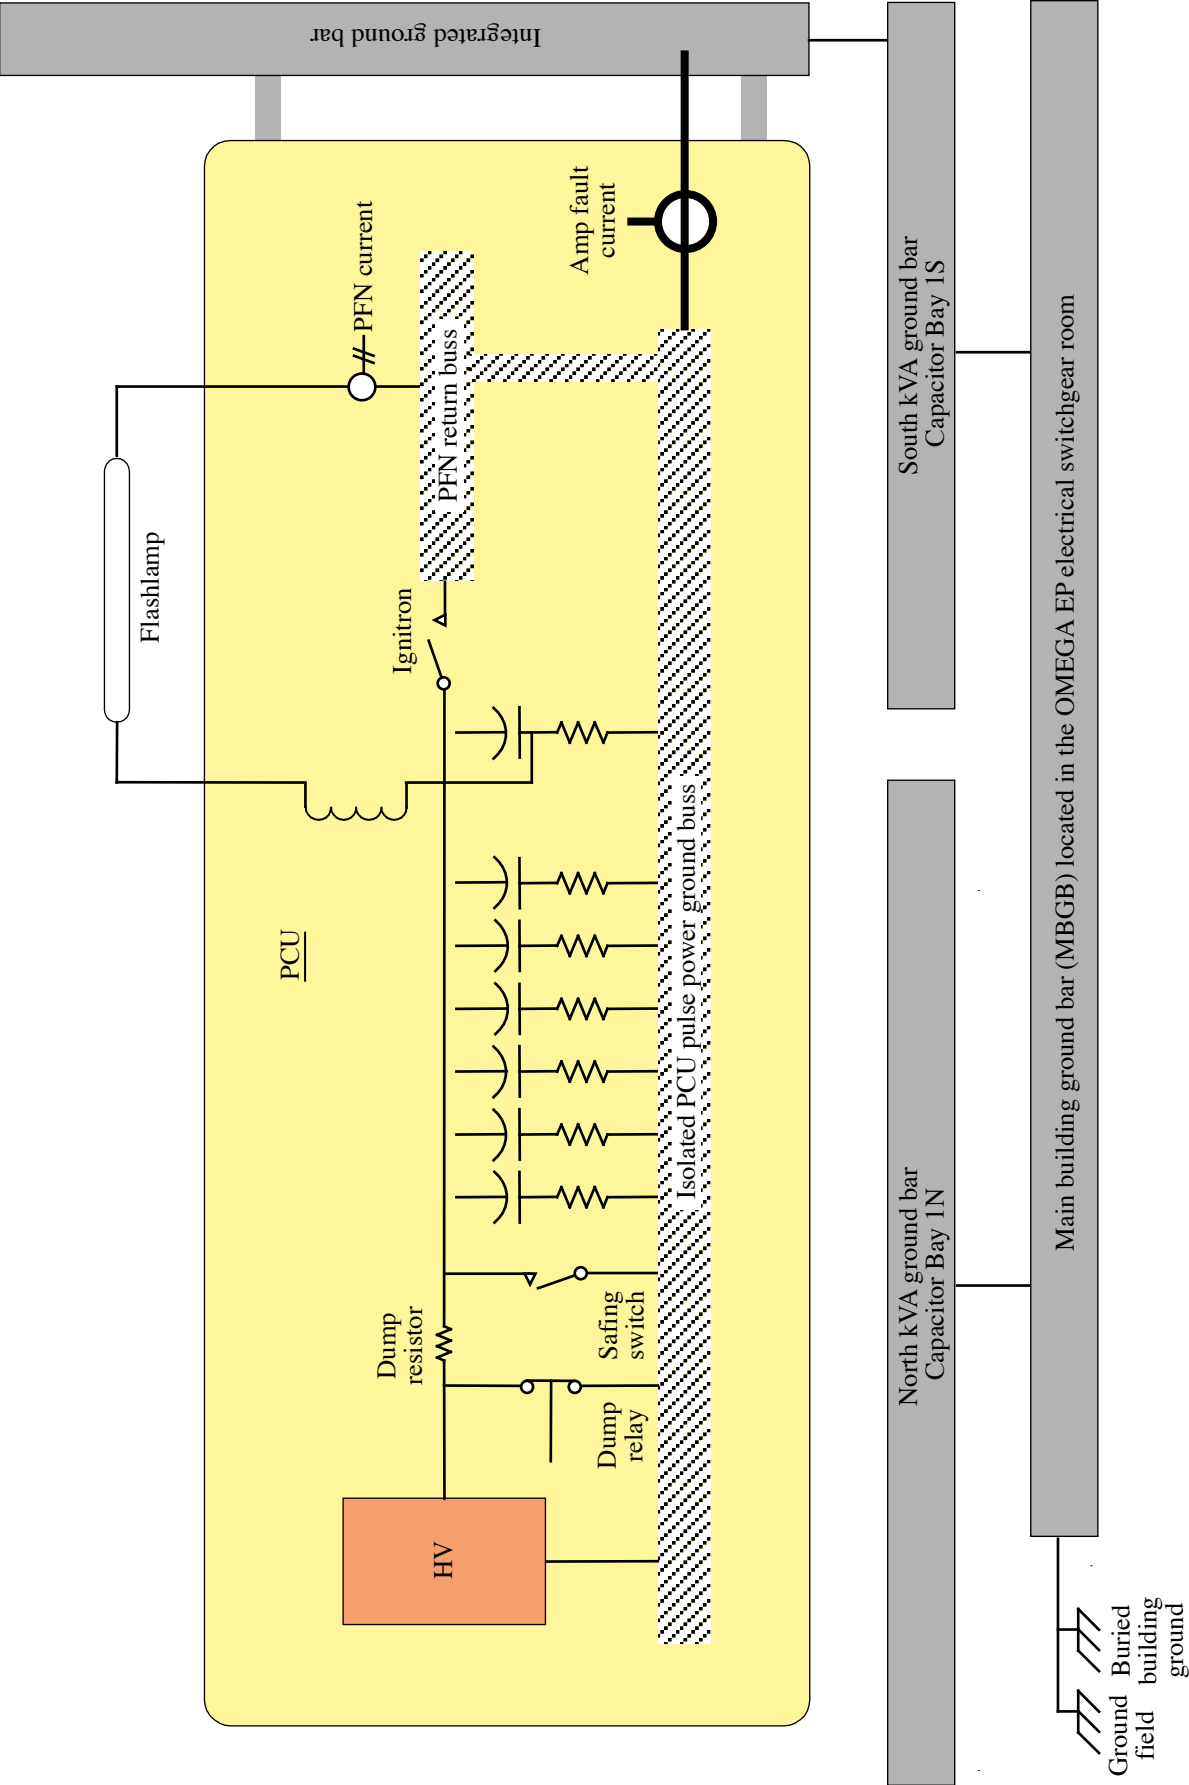 Integrated ground bar
Flashlamp
PFN current
Amp fault
current
PFN return buss
Ignitron
PCU
Isolated PCU pulse power ground buss
Dump
resistor
Safing
switch
Dump
relay
HV
South kVA ground bar
Capacitor Bay 1S
North kVA ground bar
Capacitor Bay 1N
Main building ground bar (MBGB) located in the OMEGA EP electrical switchgear room
Ground
field
Buried
building
ground